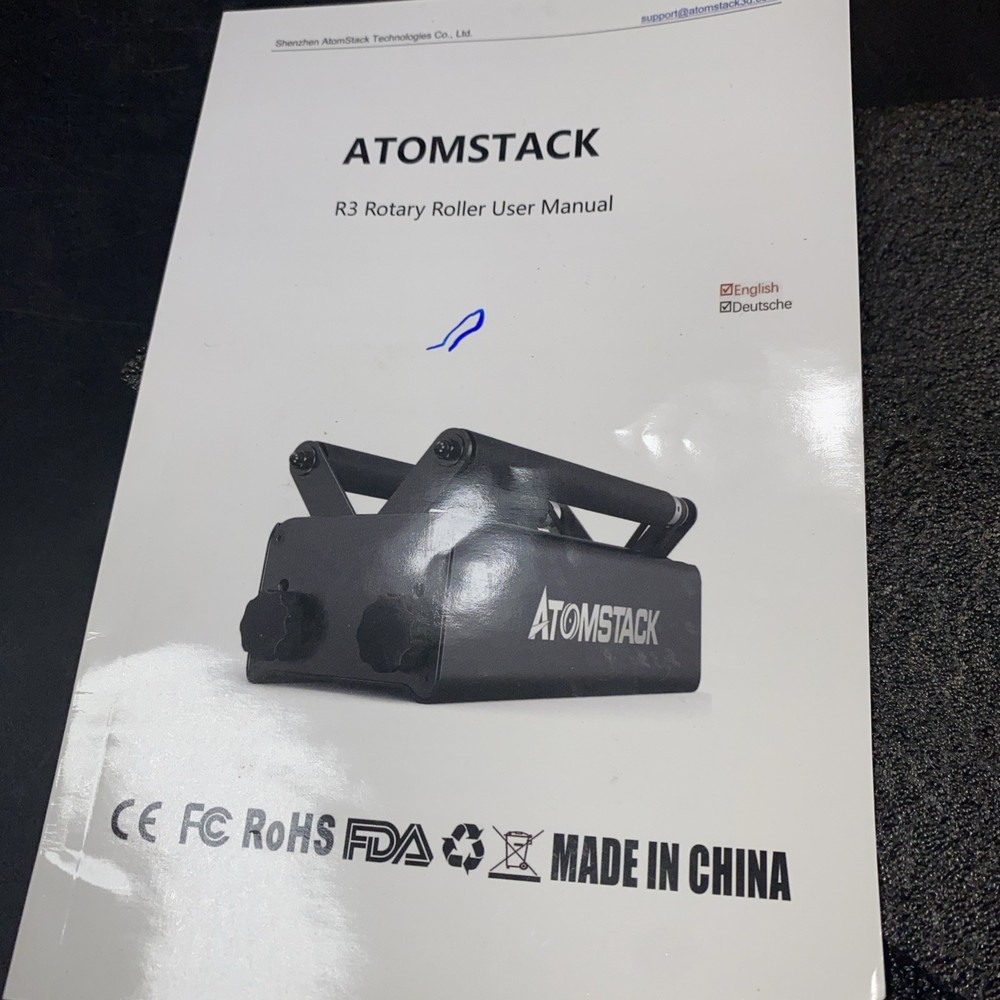 Shenzhen AtomStack Technologies Co., Ltd.
ATOMSTACK
R3 Rotary Roller User Manual
English
Deutsche
ATOMSTACK
CE FC RoHS FDA MADE IN CHINA